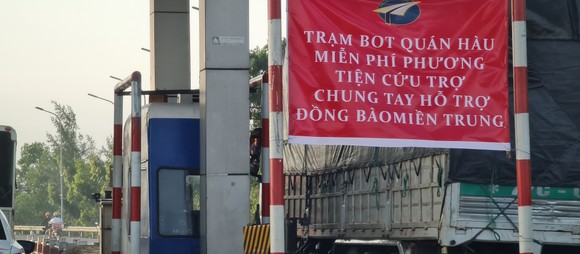 TRẠM BOT QUÁN HÀU
MIỄN PHÍ PHƯƠNG
TIỆN CỨU TRỢ
CHUNG TAY HỖ TRỢ
ĐỒNG BÀOMIỀN TRUNG